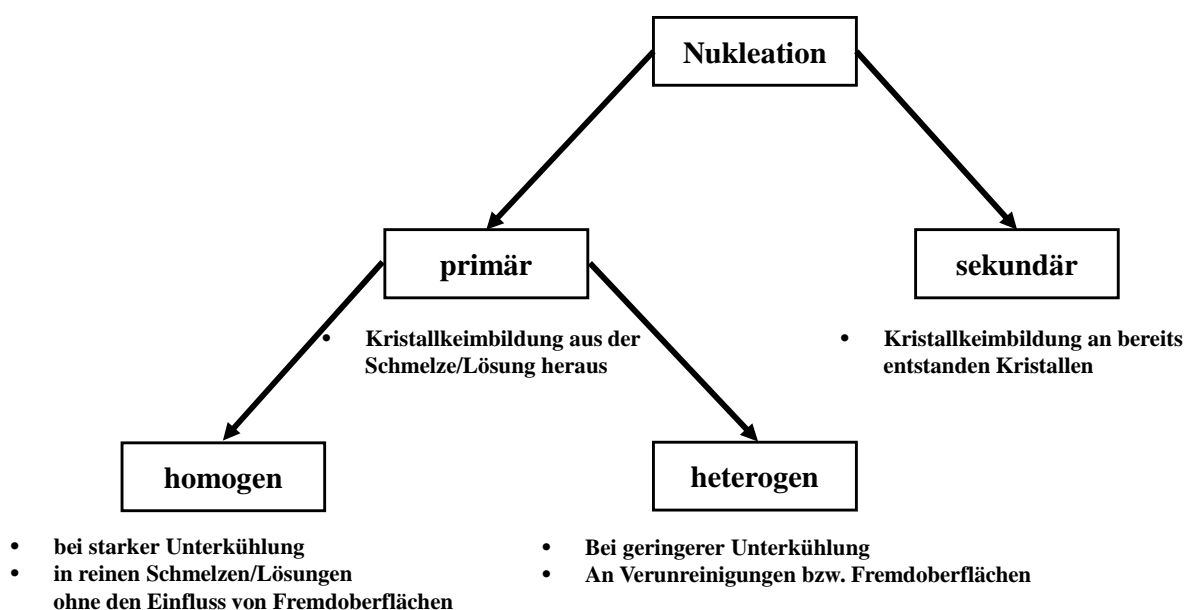 Nukleation
primär
sekundär
• Kristallkeimbildung aus der
Schmelze/Lösung heraus
• Kristallkeimbildung an bereits
entstanden Kristallen
homogen
heterogen
• bei starker Unterkühlung
• in reinen Schmelzen/Lösungen
ohne den Einfluss von Fremdoberflächen
• Bei geringerer Unterkühlung
• An Verunreinigungen bzw. Fremdoberflächen